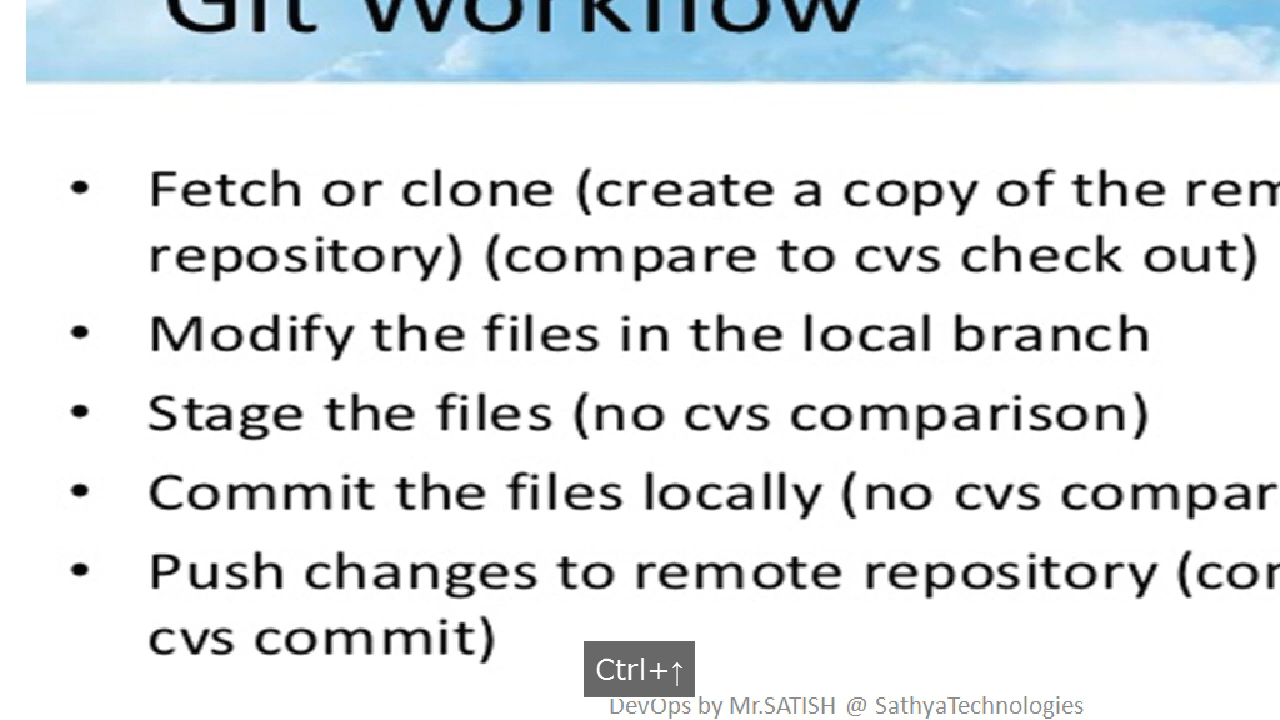 Git Workflow
• Fetch or clone (create a copy of the rem
repository) (compare to cvs check out)
• Modify the files in the local branch
• Stage the files (no cvs comparison)
• Commit the files locally (no cvs compar
• Push changes to remote repository (cor
cvs commit)
Ctrl+↑
DevOps by Mr.SATISH @ SathyaTechnologies